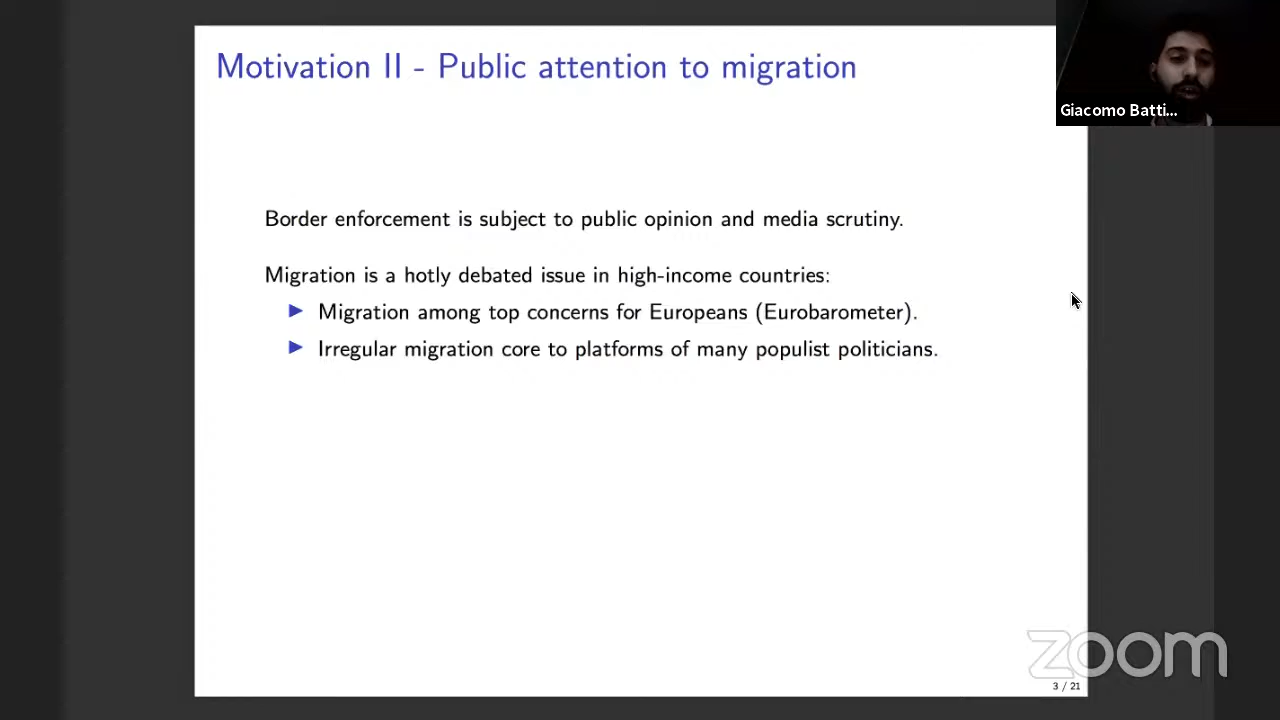 Motivation II - Public attention to migration
Giacomo Batti...
Border enforcement is subject to public opinion and media scrutiny.
Migration is a hotly debated issue in high-income countries:
Migration among top concerns for Europeans (Eurobarometer).
Irregular migration core to platforms of many populist politicians.
zoom
3 / 21